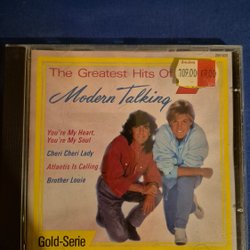 The Greatest Hits Of
Modern Talking
You're My Heart,
You're My Soul
Cheri Cheri Lady
Atlantis Is Calling
Brother Louie
Gold-Serie